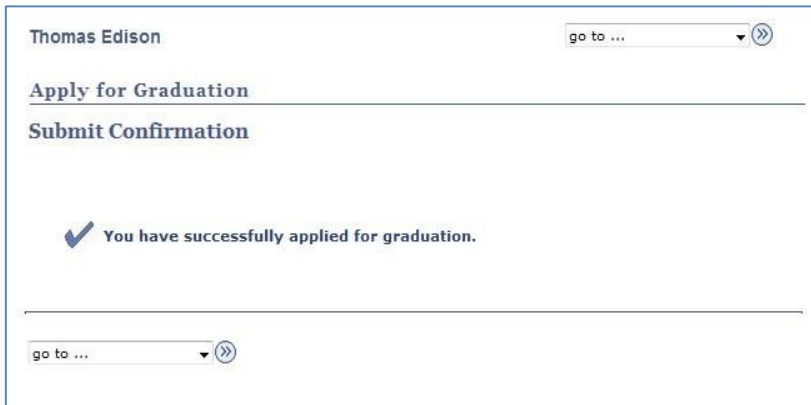 Thomas Edison
go to ...
Apply for Graduation
Submit Confirmation
You have successfully applied for graduation.
go to ...